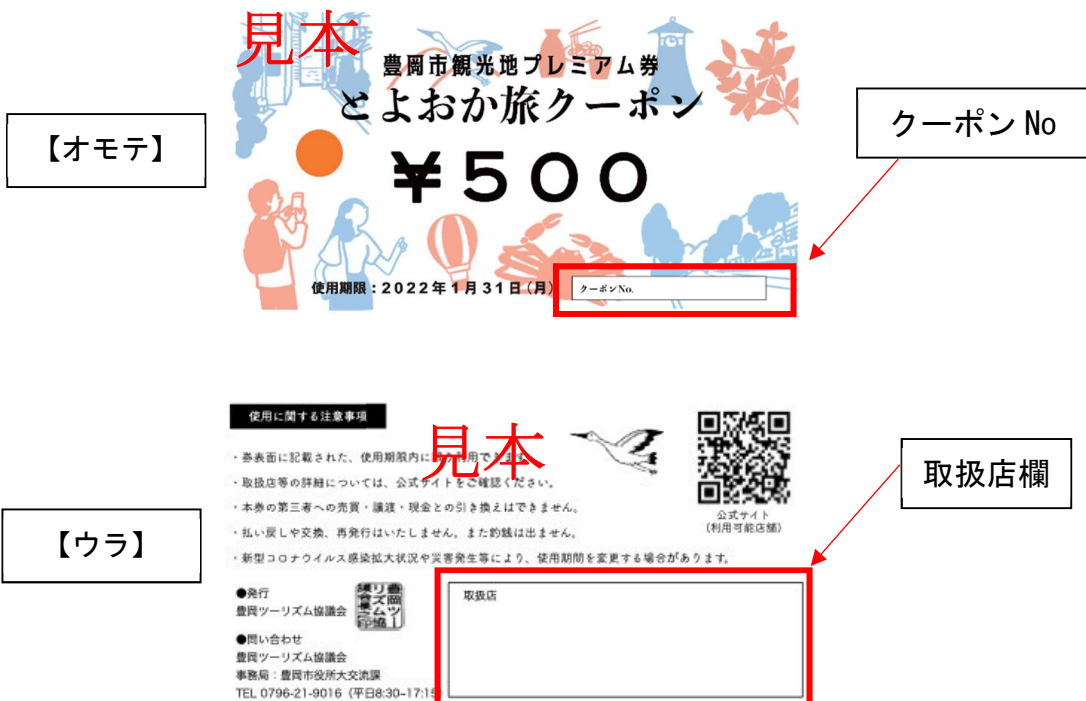 見本
豊岡市観光地プレミアム券
とよおか旅クーポン
¥500
使用期限:2022年1月31日(月)
クーポンNo.
【オモテ】
クーポン No
使用に関する注意事項
見本
・券表面に記載された、使用期限内に限り利用できます。
・取扱店等の詳細については、公式サイトをご確認ください。
・本券の第三者への売買・譲渡・現金との引き換えはできません。
・払い戻しや交換、再発行はいたしません。また釣銭は出ません。
・新型コロナウイルス感染拡大状況や災害発生等により、使用期間を変更する場合があります。
公式サイト
(利用可能店舗)
取扱店欄
【ウラ】
●発行
豊岡ツーリズム協議会
●問い合わせ
豊岡ツーリズム協議会
事務局:豊岡市役所大交流課
TEL 0796-21-9016(平日8:30-17:15)
取扱店